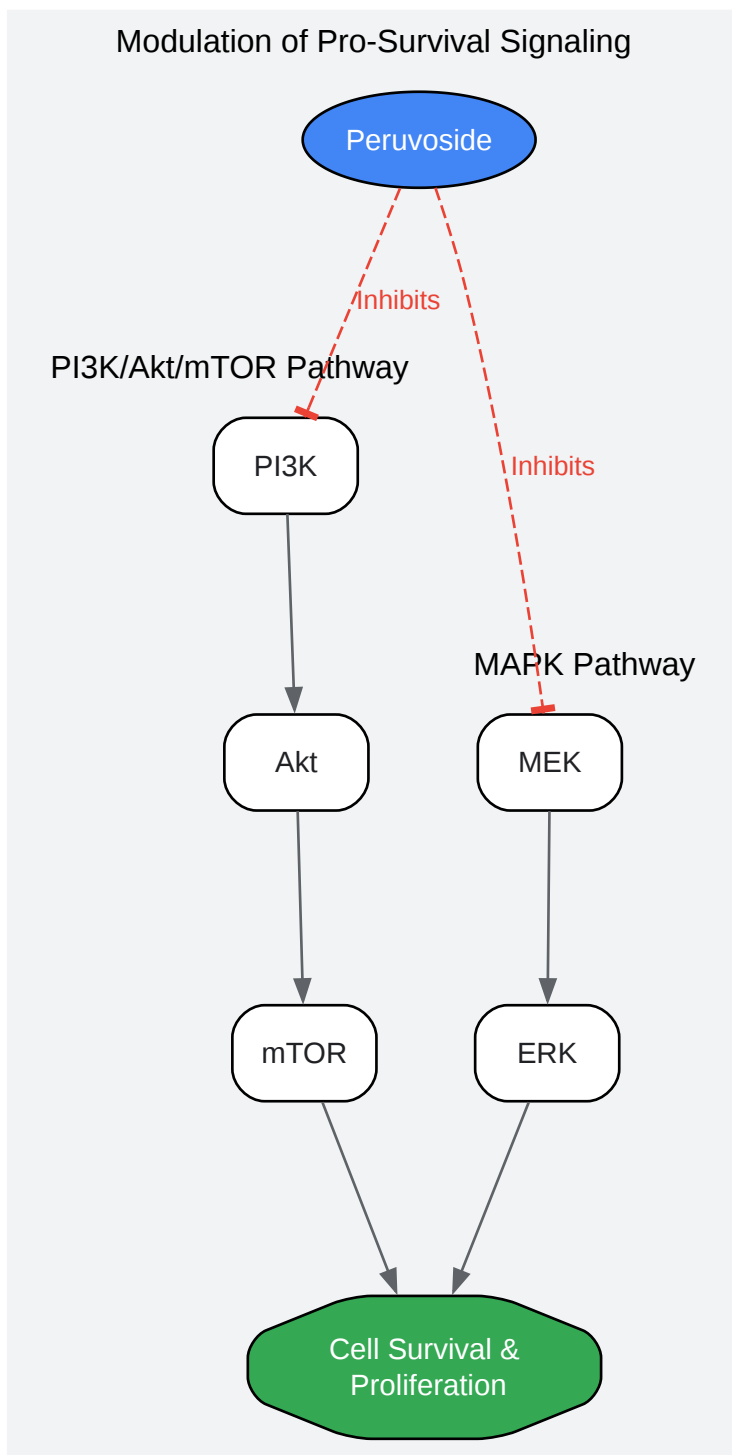 Modulation of Pro-Survival Signaling
Peruvoside
Inhibits
PI3K/Akt/mTOR Pathway
PI3K
Inhibits
MAPK Pathway
Akt
MEK
mTOR
ERK
Cell Survival &
Proliferation